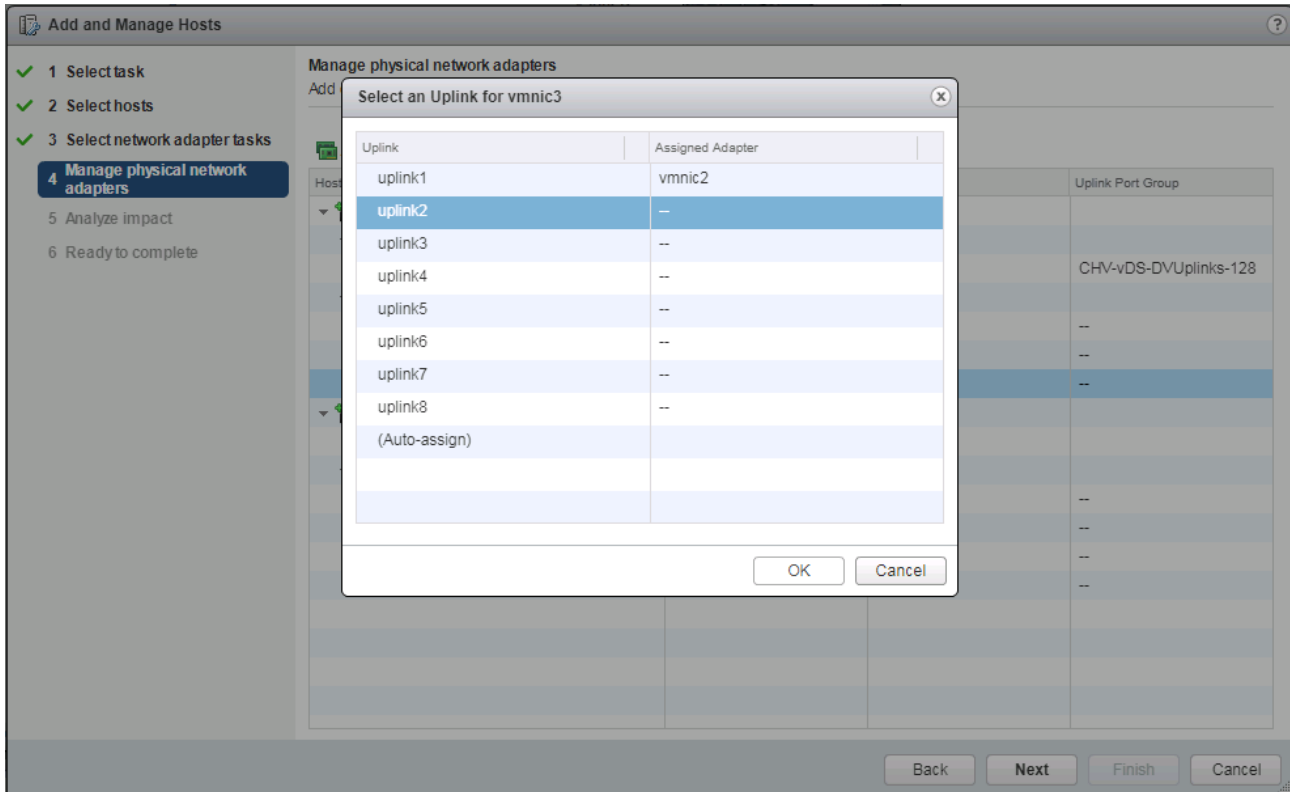 Add and Manage Hosts
?
1 Select task
2 Select hosts
3 Select network adapter tasks
4 Manage physical network
adapters
5 Analyze impact
6 Ready to complete
Manage physical network adapters
Add
Select an Uplink for vmnic3
Uplink Assigned Adapter
uplink1 vmnic2
uplink2 --
uplink3 --
uplink4 --
uplink5 --
uplink6 --
uplink7 --
uplink8 --
(Auto-assign)
OK Cancel
Host
Uplink Port Group
CHV-vDS-DVUplinks-128
--
--
--
--
--
--
--
Back Next Finish Cancel